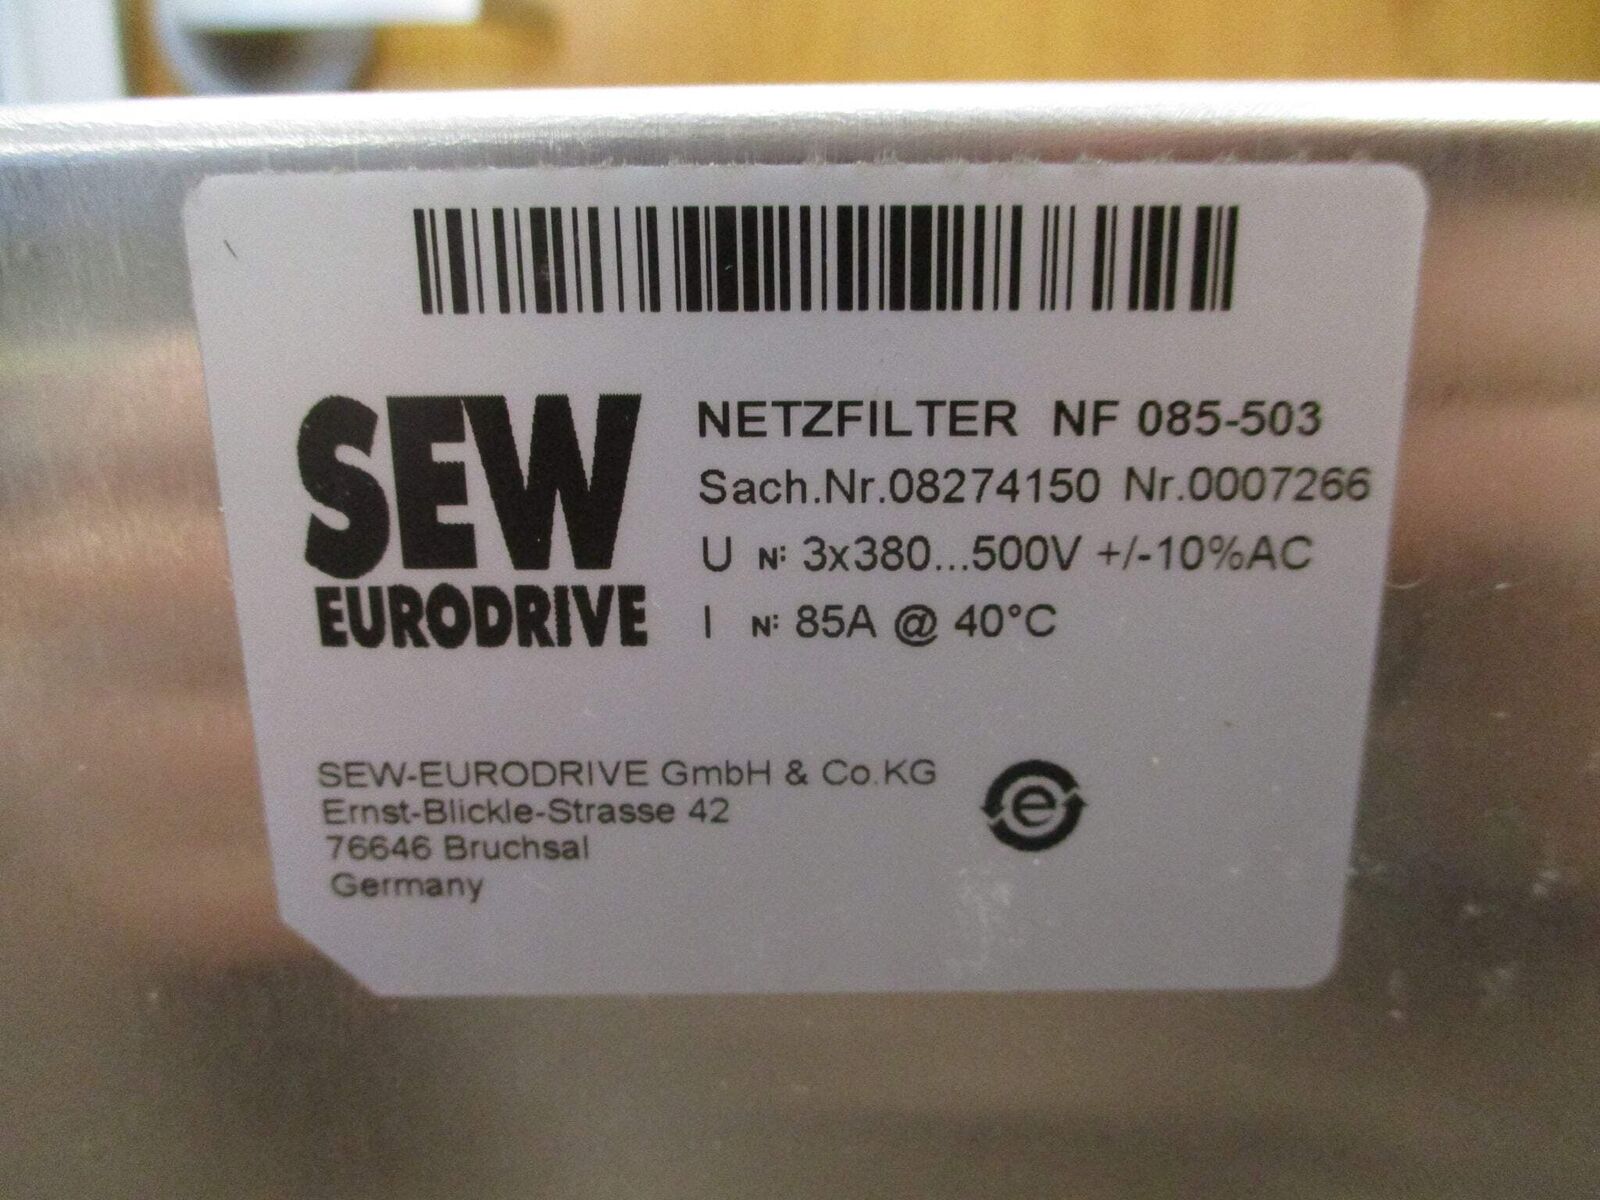 SEW
EURODRIVE
NETZFILTER NF 085-503
Sach.Nr.08274150 Nr.0007266
U N: 3x380...500V +/-10%AC
I N: 85A @ 40°C
SEW-EURODRIVE GmbH & Co.KG
Ernst-Blickle-Strasse 42
76646 Bruchsal
Germany
e